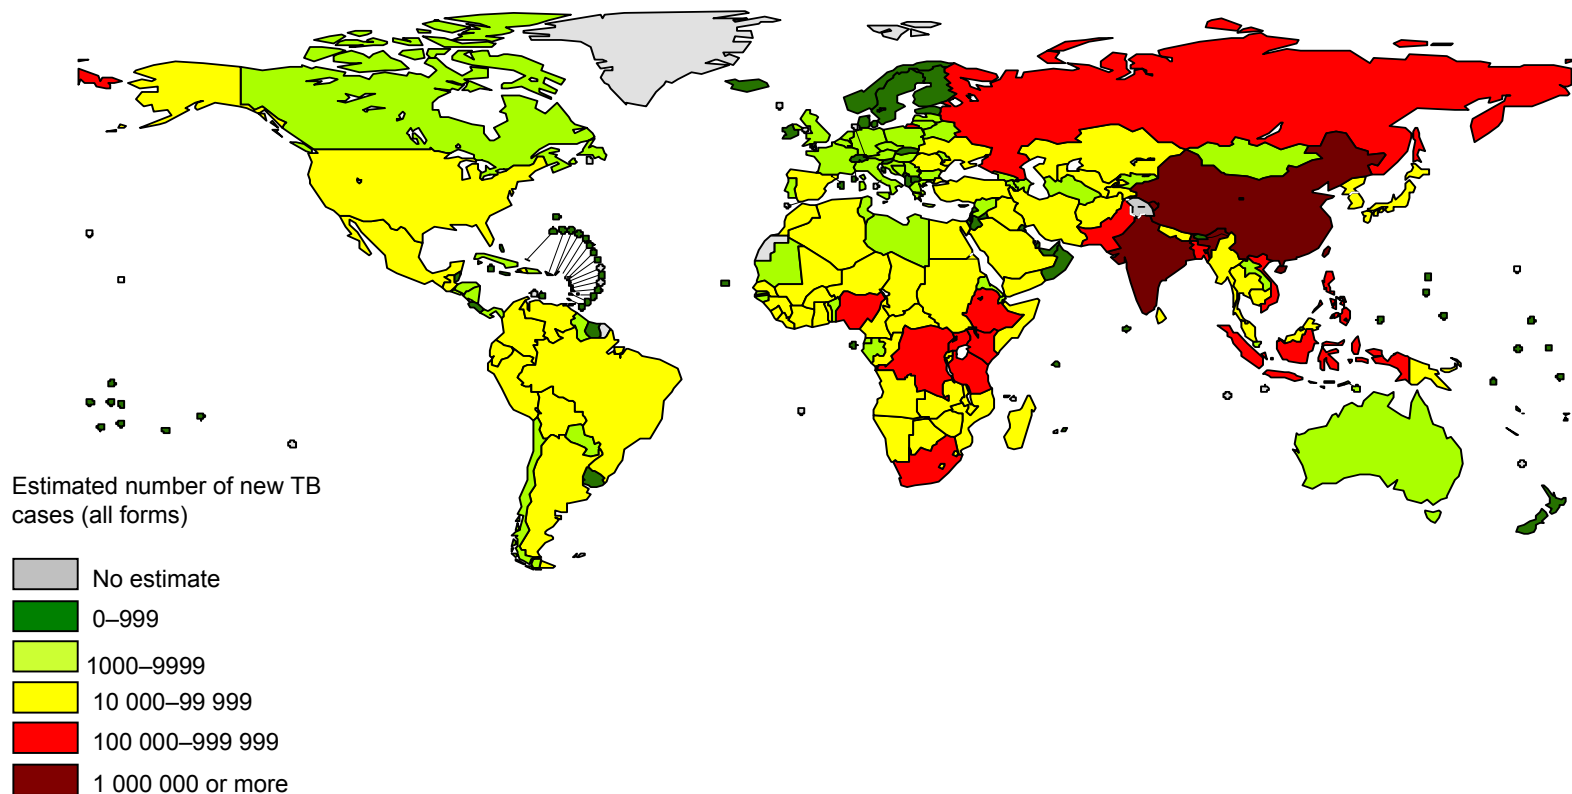 Estimated number of new TB
cases (all forms)
No estimate
0–999
1000–9999
10 000–99 999
100 000–999 999
1 000 000 or more